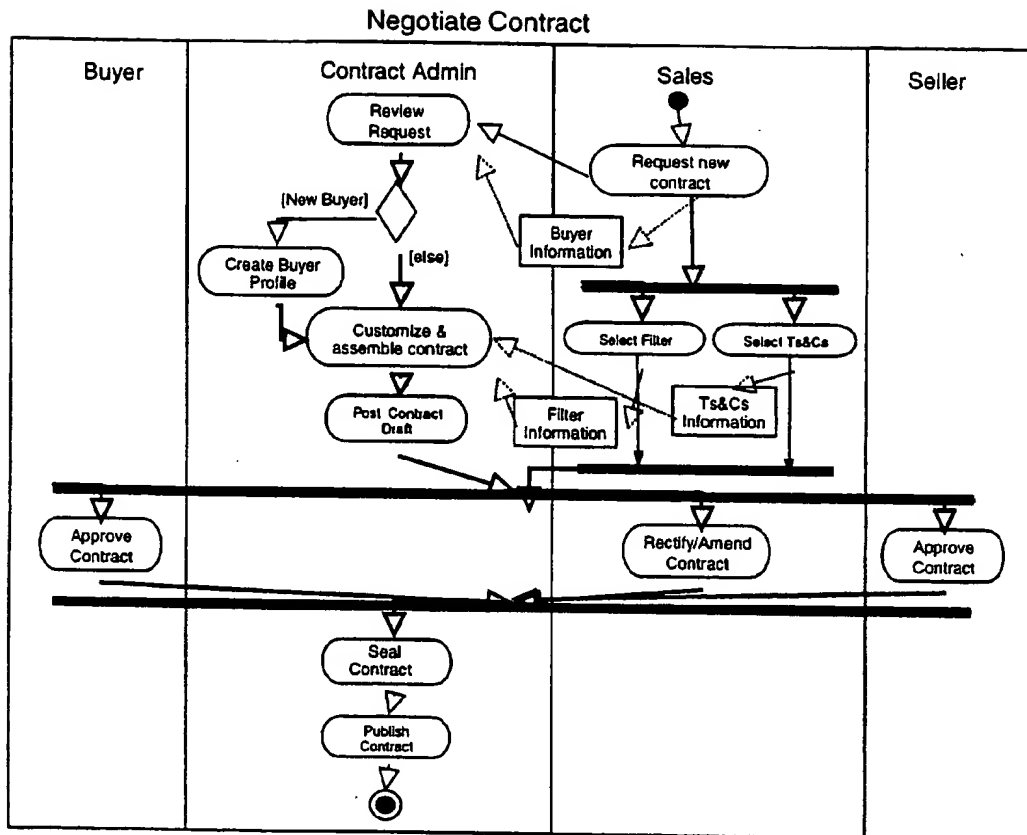 Negotiate Contract
Buyer
Contract Admin
Sales
Seller
Review
Request
Request new
contract
[New Buyer]
Buyer
Information
[else]
Create Buyer
Profile
Customize &
assemble contract
Select Filter
Select Ts&Cs
Post Contract
Draft
Filter
Information
Ts&Cs
Information
Approve
Contract
Rectify/Amend
Contract
Approve
Contract
Seal
Contract
Publish
Contract